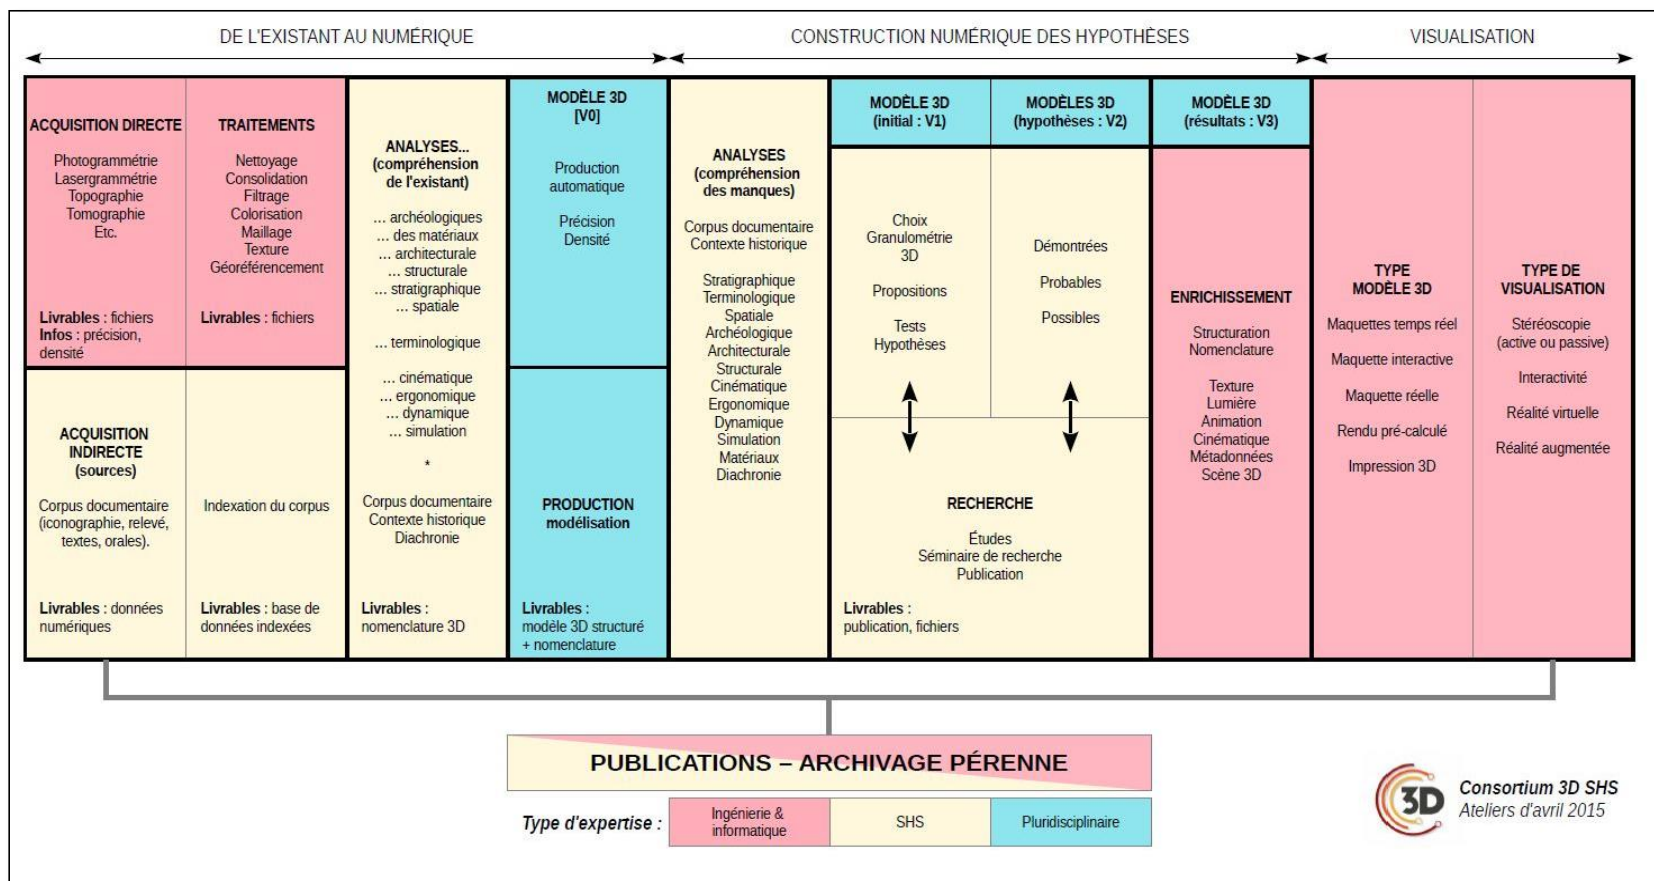 DE L'EXISTANT AU NUMÉRIQUE
CONSTRUCTION NUMÉRIQUE DES HYPOTHÈSES
VISUALISATION
ACQUISITION DIRECTE
Photogrammétrie
Lasergrammétrie
Topographie
Tomographie
Etc.
Livrables : fichiers
Infos : précision,
densité
TRAITEMENTS
Nettoyage
Consolidation
Filtrage
Colorisation
Maillage
Texture
Géoréférencement
Livrables : fichiers
ACQUISITION
INDIRECTE
(sources)
Corpus documentaire
(iconographie, relevé,
textes, orales).
Livrables : données
numériques
Indexation du corpus
Livrables : base de
données indexées
ANALYSES...
(compréhension
de l'existant)
... archéologiques
... des matériaux
... architecturale
... structurale
... stratigraphique
... spatiale
... terminologique
... cinématique
... ergonomique
... dynamique
... simulation
*
Corpus documentaire
Contexte historique
Diachronie
Livrables :
nomenclature 3D
MODÈLE 3D
[V0]
Production
automatique
Précision
Densité
PRODUCTION
modélisation
Livrables :
modèle 3D structuré
+ nomenclature
ANALYSES
(compréhension
des manques)
Corpus documentaire
Contexte historique
Stratigraphique
Terminologique
Spatiale
Archéologique
Architecturale
Structurale
Cinématique
Ergonomique
Dynamique
Simulation
Matériaux
Diachronie
MODÈLE 3D
(initial : V1)
Choix
Granulométrie
3D
Propositions
Tests
Hypothèses
MODÈLES 3D
(hypothèses : V2)
Démontrées
Probables
Possibles
RECHERCHE
Études
Séminaire de recherche
Publication
Livrables :
publication, fichiers
MODÈLE 3D
(résultats : V3)
ENRICHISSEMENT
Structuration
Nomenclature
Texture
Lumière
Animation
Cinématique
Métadonnées
Scène 3D
TYPE
MODÈLE 3D
Maquettes temps réel
Maquette interactive
Maquette réelle
Rendu pré-calculé
Impression 3D
TYPE DE
VISUALISATION
Stéréoscopie
(active ou passive)
Interactivité
Réalité virtuelle
Réalité augmentée
PUBLICATIONS – ARCHIVAGE PÉRENNE
Type d'expertise :
Ingénierie &
informatique
SHS
Pluridisciplinaire
3D
Consortium 3D SHS
Ateliers d'avril 2015